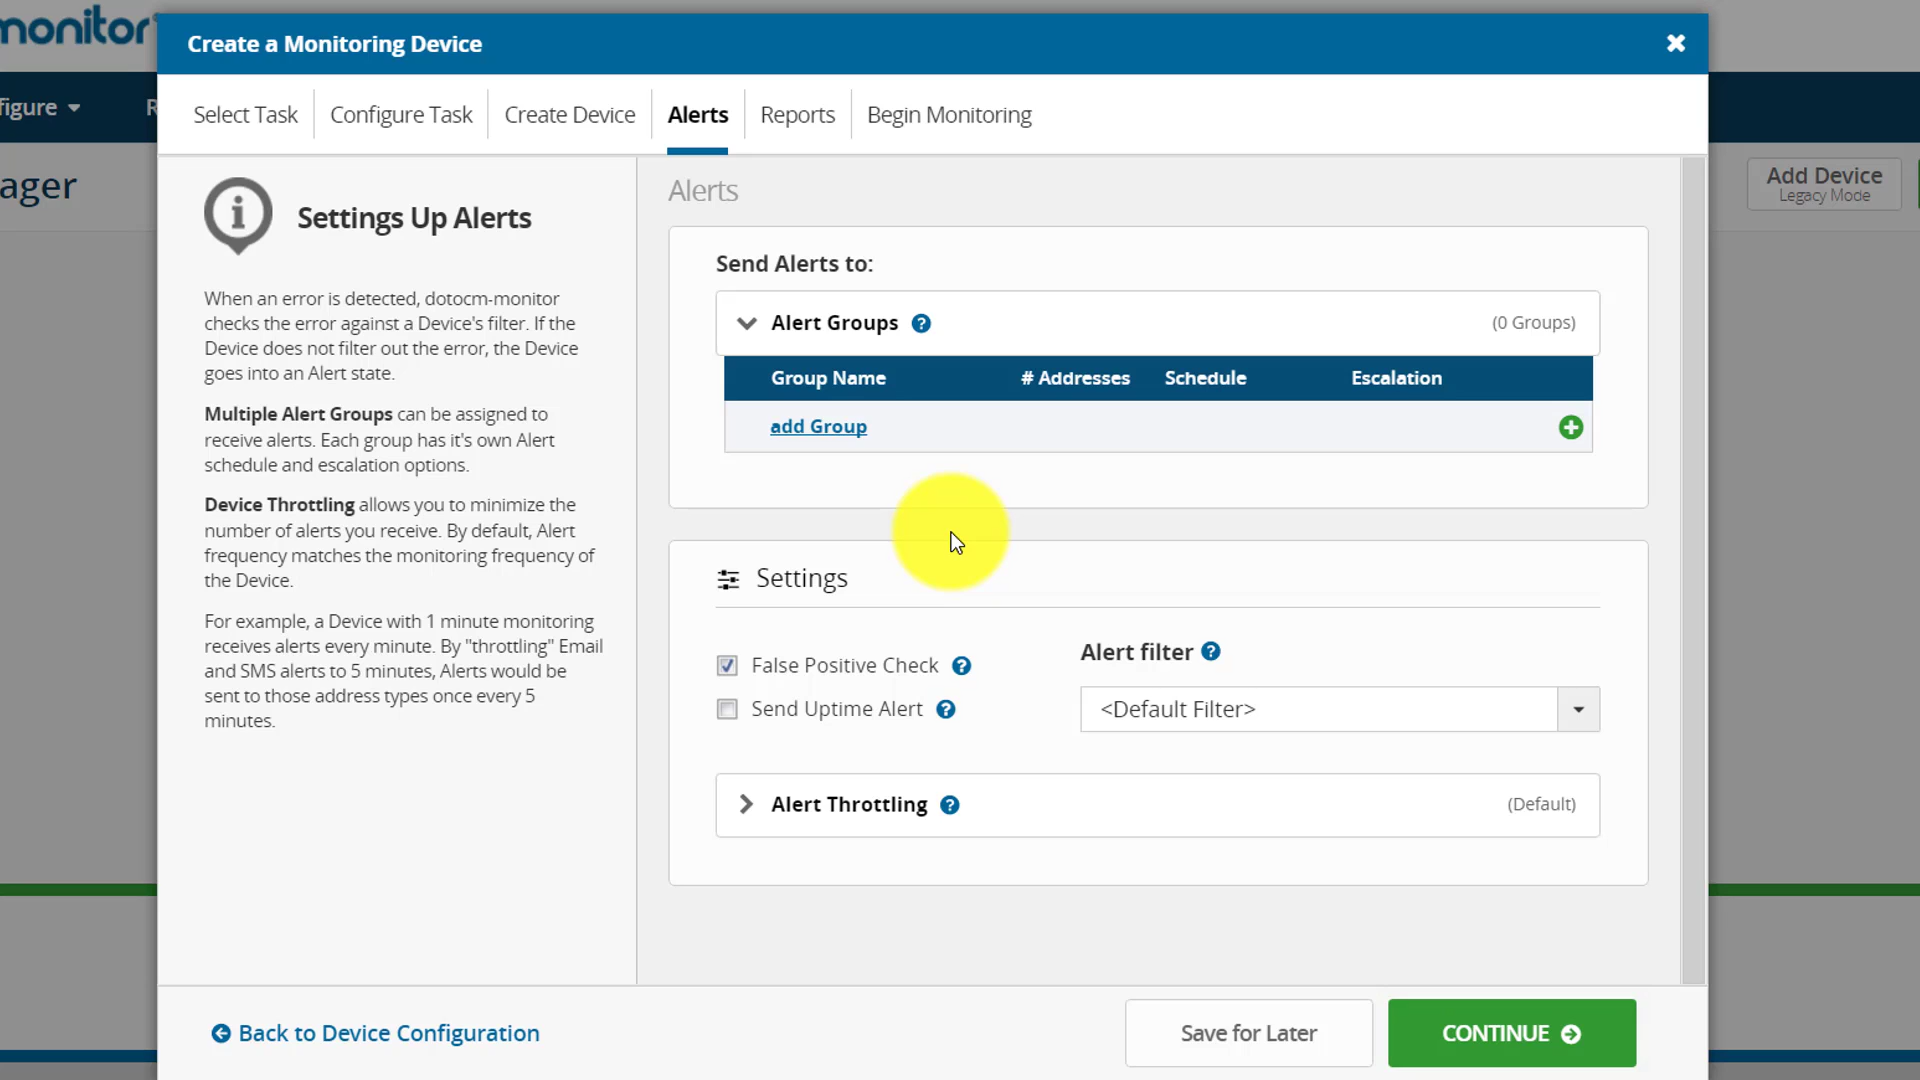 monitor
Create a Monitoring Device
figure
R
Select Task
Configure Task
Create Device
Alerts
Reports
Begin Monitoring
ager
Add Device
Legacy Mode
Settings Up Alerts
When an error is detected, dotocm-monitor
checks the error against a Device's filter. If the
Device does not filter out the error, the Device
goes into an Alert state.
Multiple Alert Groups can be assigned to
receive alerts. Each group has it's own Alert
schedule and escalation options.
Device Throttling allows you to minimize the
number of alerts you receive. By default, Alert
frequency matches the monitoring frequency of
the Device.
For example, a Device with 1 minute monitoring
receives alerts every minute. By "throttling" Email
and SMS alerts to 5 minutes, Alerts would be
sent to those address types once every 5
minutes.
Alerts
Send Alerts to:
Alert Groups ?
(0 Groups)
Group Name
# Addresses
Schedule
Escalation
add Group
Settings
False Positive Check ?
Send Uptime Alert ?
Alert filter ?
<Default Filter>
Alert Throttling ?
(Default)
Back to Device Configuration
Save for Later
CONTINUE